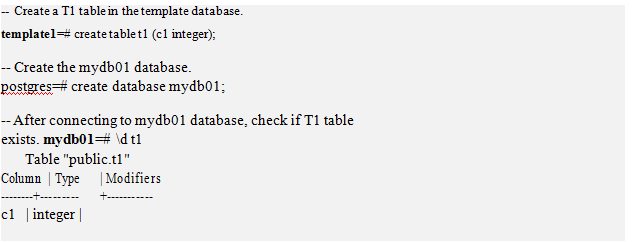 -- Create a T1 table in the template database.
template1=# create table t1 (c1 integer);
-- Create the mydb01 database.
postgres=# create database mydb01;
-- After connecting to mydb01 database, check if T1 table
exists. mydb01=# \d t1
Table "public.t1"
Column | Type | Modifiers
--------+--------- +-----------
c1 | integer |